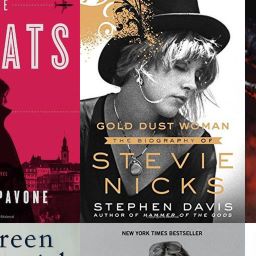 ATS
PAVONE
GOLD DUST WOMAN
THE BIOGRAPHY OF
STEVIE
NICKS
STEPHEN DAVIS
AUTHOR OF HAMMER OF THE GODS
reen
NEW YORK TIMES BESTSELLER